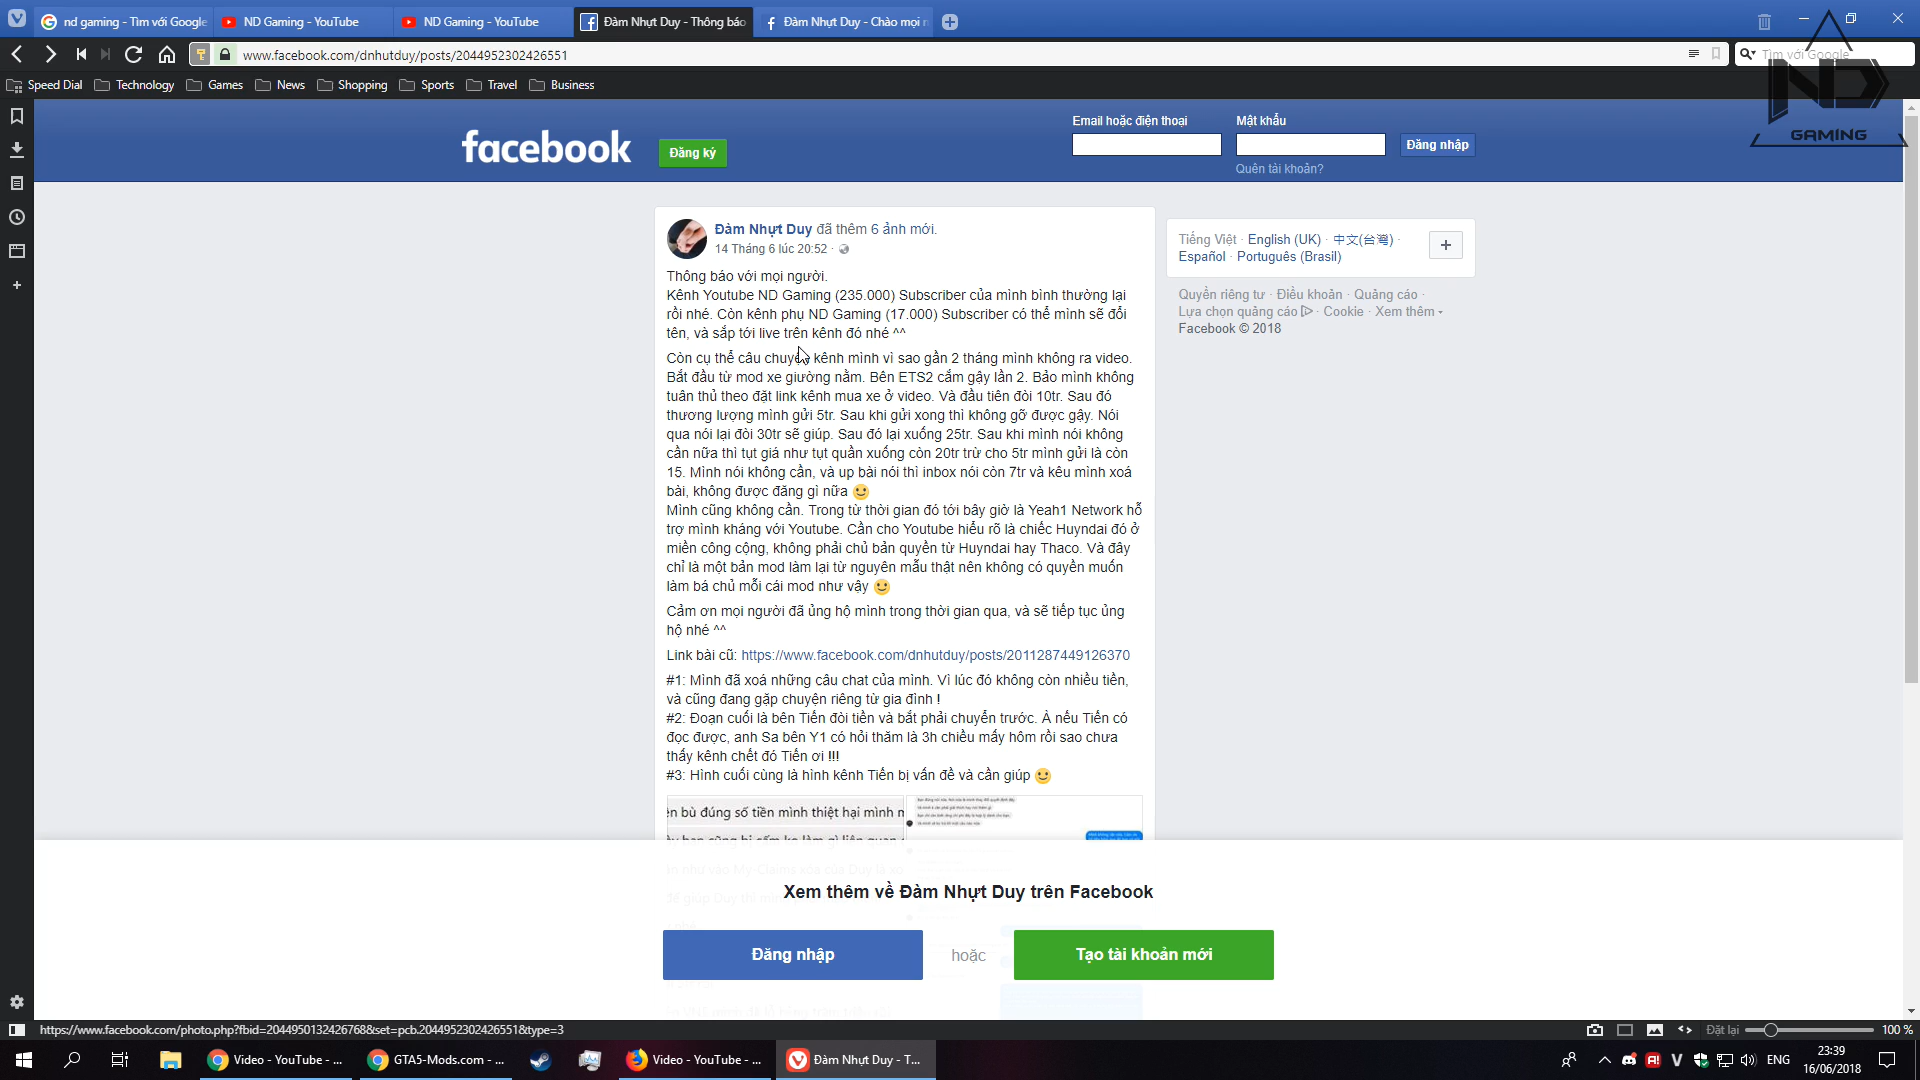 nd gaming - Tìm với Google
ND Gaming - YouTube
ND Gaming - YouTube
Đàm Nhựt Duy - Thông báo
Đàm Nhựt Duy - Chào mọi n
www.facebook.com/dnhutduy/posts/2044952302426551
Tìm với Google
Speed Dial
Technology
Games
News
Shopping
Sports
Travel
Business
ND
GAMING
facebook
Đăng ký
Email hoặc điện thoại
Mật khẩu
Đăng nhập
Quên tài khoản?
Đàm Nhựt Duy đã thêm 6 ảnh mới.
14 Tháng 6 lúc 20:52 ·
Thông báo với mọi người.
Kênh Youtube ND Gaming (235.000) Subscriber của mình bình thường lại
rồi nhé. Còn kênh phụ ND Gaming (17.000) Subscriber có thể mình sẽ đổi
tên, và sắp tới live trên kênh đó nhé ^^
Còn cụ thể câu chuyện kênh mình vì sao gần 2 tháng mình không ra video.
Bắt đầu từ mod xe giường nằm. Bên ETS2 cắm gậy lần 2. Bảo mình không
tuân thủ theo đặt link kênh mua xe ở video. Và đầu tiên đòi 10tr. Sau đó
thương lượng mình gửi 5tr. Sau khi gửi xong thì không gỡ được gậy. Nói
qua nói lại đòi 30tr sẽ giúp. Sau đó lại xuống 25tr. Sau khi mình nói không
cần nữa thì tụt giá như tụt quần xuống còn 20tr trừ cho 5tr mình gửi là còn
15. Mình nói không cần, và up bài nói thì inbox nói còn 7tr và kêu mình xoá
bài, không được đăng gì nữa 🙂
Mình cũng không cần. Trong từ thời gian đó tới bây giờ là Yeah1 Network hỗ
trợ mình kháng với Youtube. Cần cho Youtube hiểu rõ là chiếc Huyndai đó ở
miền công cộng, không phải chủ bản quyền từ Huyndai hay Thaco. Và đây
chỉ là một bản mod làm lại từ nguyên mẫu thật nên không có quyền muốn
làm bá chủ mỗi cái mod như vậy 🙂
Cảm ơn mọi người đã ủng hộ mình trong thời gian qua, và sẽ tiếp tục ủng
hộ nhé ^^
Link bài cũ: https://www.facebook.com/dnhutduy/posts/2011287449126370
#1: Mình đã xoá những câu chat của mình. Vì lúc đó không còn nhiều tiền,
và cũng đang gặp chuyện riêng từ gia đình !
#2: Đoạn cuối là bên Tiến đòi tiền và bắt phải chuyển trước. À nếu Tiến có
đọc được, anh Sa bên Y1 có hỏi thăm là 3h chiều mấy hôm rồi sao chưa
thấy kênh chết đó Tiến ơi !!!
#3: Hình cuối cùng là hình kênh Tiến bị vấn đề và cần giúp 🙂
ền bù đúng số tiền mình thiệt hại mình m
Tiếng Việt · English (UK) · 中文(台灣) ·
Español · Português (Brasil)
Quyền riêng tư · Điều khoản · Quảng cáo ·
Lựa chọn quảng cáo · Cookie · Xem thêm
Facebook © 2018
Xem thêm về Đàm Nhựt Duy trên Facebook
Đăng nhập
hoặc
Tạo tài khoản mới
https://www.facebook.com/photo.php?fbid=2044950132426768&set=pcb.2044952302426551&type=3
Đặt lại
100 %
Video - YouTube - ...
GTA5-Mods.com - ...
Video - YouTube - ...
Đàm Nhựt Duy - T...
ENG
23:39
16/06/2018